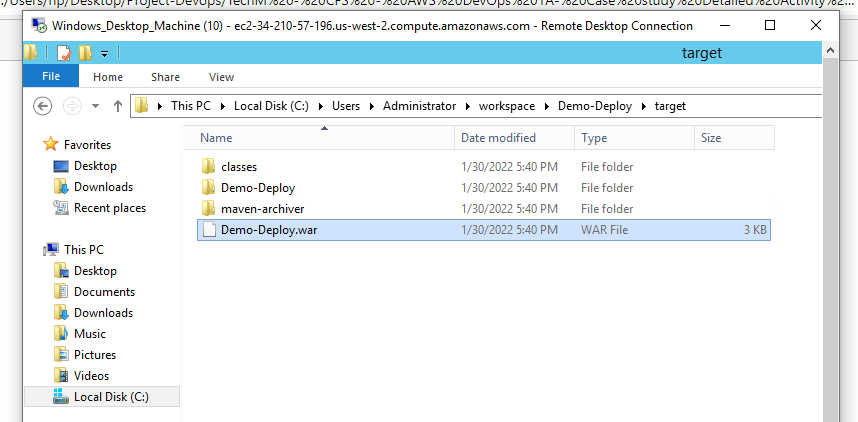 ./Users/hp/Desktop/Project-Devops/TechM%20-%20CPS%20-%20AWS%20DevOps%201A-%20Case%20study%20Detailed%20Activity%2...
Windows_Desktop_Machine (10) - ec2-34-210-57-196.us-west-2.compute.amazonaws.com - Remote Desktop Connection
target
File Home Share View
This PC Local Disk (C:) Users Administrator workspace Demo-Deploy target
Name Date modified Type Size
Favorites
Desktop
Downloads
Recent places
This PC
Desktop
Documents
Downloads
Music
Pictures
Videos
Local Disk (C:)
classes 1/30/2022 5:40 PM File folder
Demo-Deploy 1/30/2022 5:40 PM File folder
maven-archiver 1/30/2022 5:40 PM File folder
Demo-Deploy.war 1/30/2022 5:40 PM WAR File 3 KB